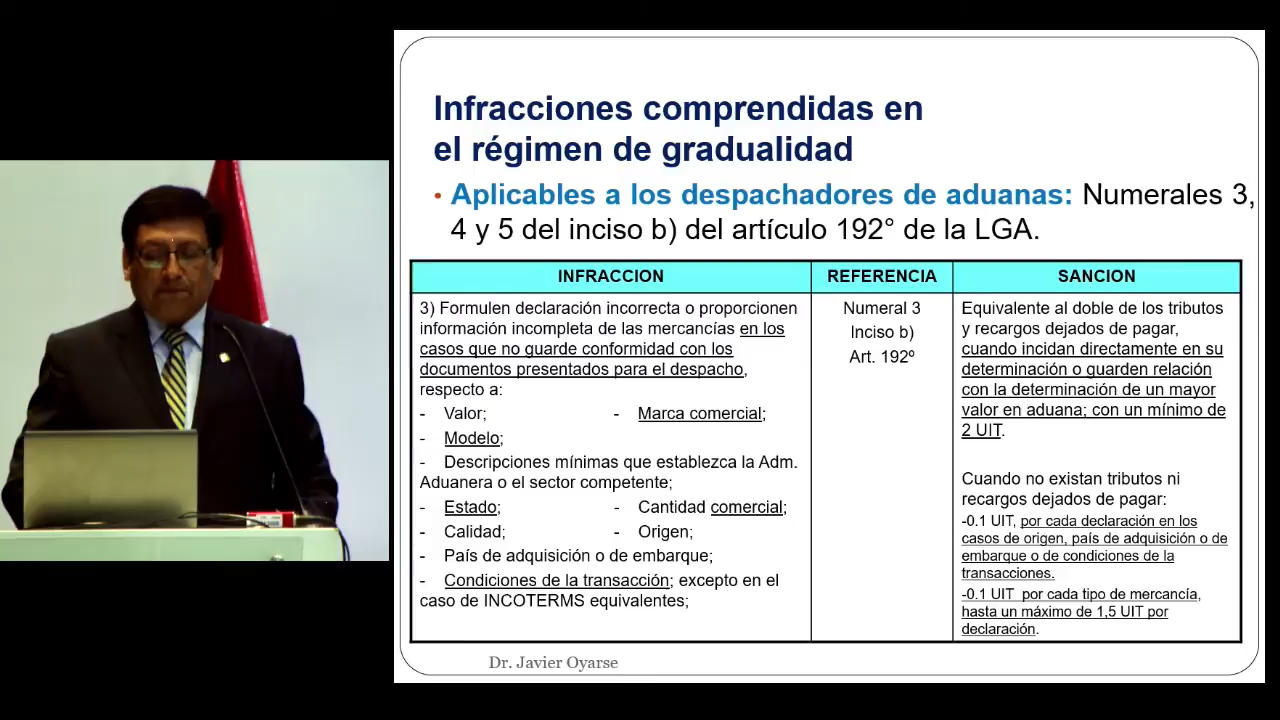 Infracciones comprendidas en
el régimen de gradualidad
• Aplicables a los despachadores de aduanas: Numerales 3,
4 y 5 del inciso b) del artículo 192° de la LGA.
INFRACCION
3) Formulen declaración incorrecta o proporcionen
información incompleta de las mercancías en los
casos que no guarde conformidad con los
documentos presentados para el despacho,
respecto a:
- Valor; - Marca comercial;
- Modelo;
- Descripciones mínimas que establezca la Adm.
Aduanera o el sector competente;
- Estado; - Cantidad comercial;
- Calidad; - Origen;
- País de adquisición o de embarque;
- Condiciones de la transacción; excepto en el
caso de INCOTERMS equivalentes;
REFERENCIA
Numeral 3
Inciso b)
Art. 192º
SANCION
Equivalente al doble de los tributos
y recargos dejados de pagar,
cuando incidan directamente en su
determinación o guarden relación
con la determinación de un mayor
valor en aduana; con un mínimo de
2 UIT.
Cuando no existan tributos ni
recargos dejados de pagar:
-0.1 UIT, por cada declaración en los
casos de origen, país de adquisición o de
embarque o de condiciones de la
transacciones.
-0.1 UIT por cada tipo de mercancía,
hasta un máximo de 1,5 UIT por
declaración.
Dr. Javier Oyarse